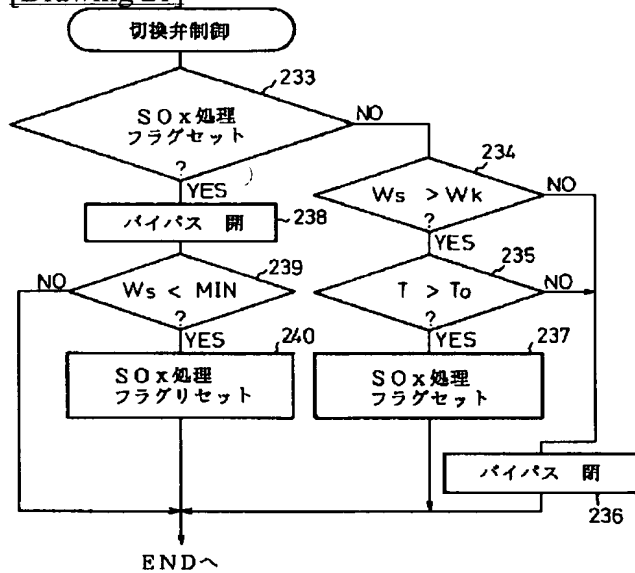 切換弁制御
233
SOx処理
フラグセット
?
NO
YES
234
Ws > Wk
?
NO
YES
バイパス 開
238
235
T > To
?
NO
YES
239
NO
Ws < MIN
?
YES
240
SOx処理
フラグリセット
237
SOx処理
フラグセット
バイパス 閉
236
ENDへ